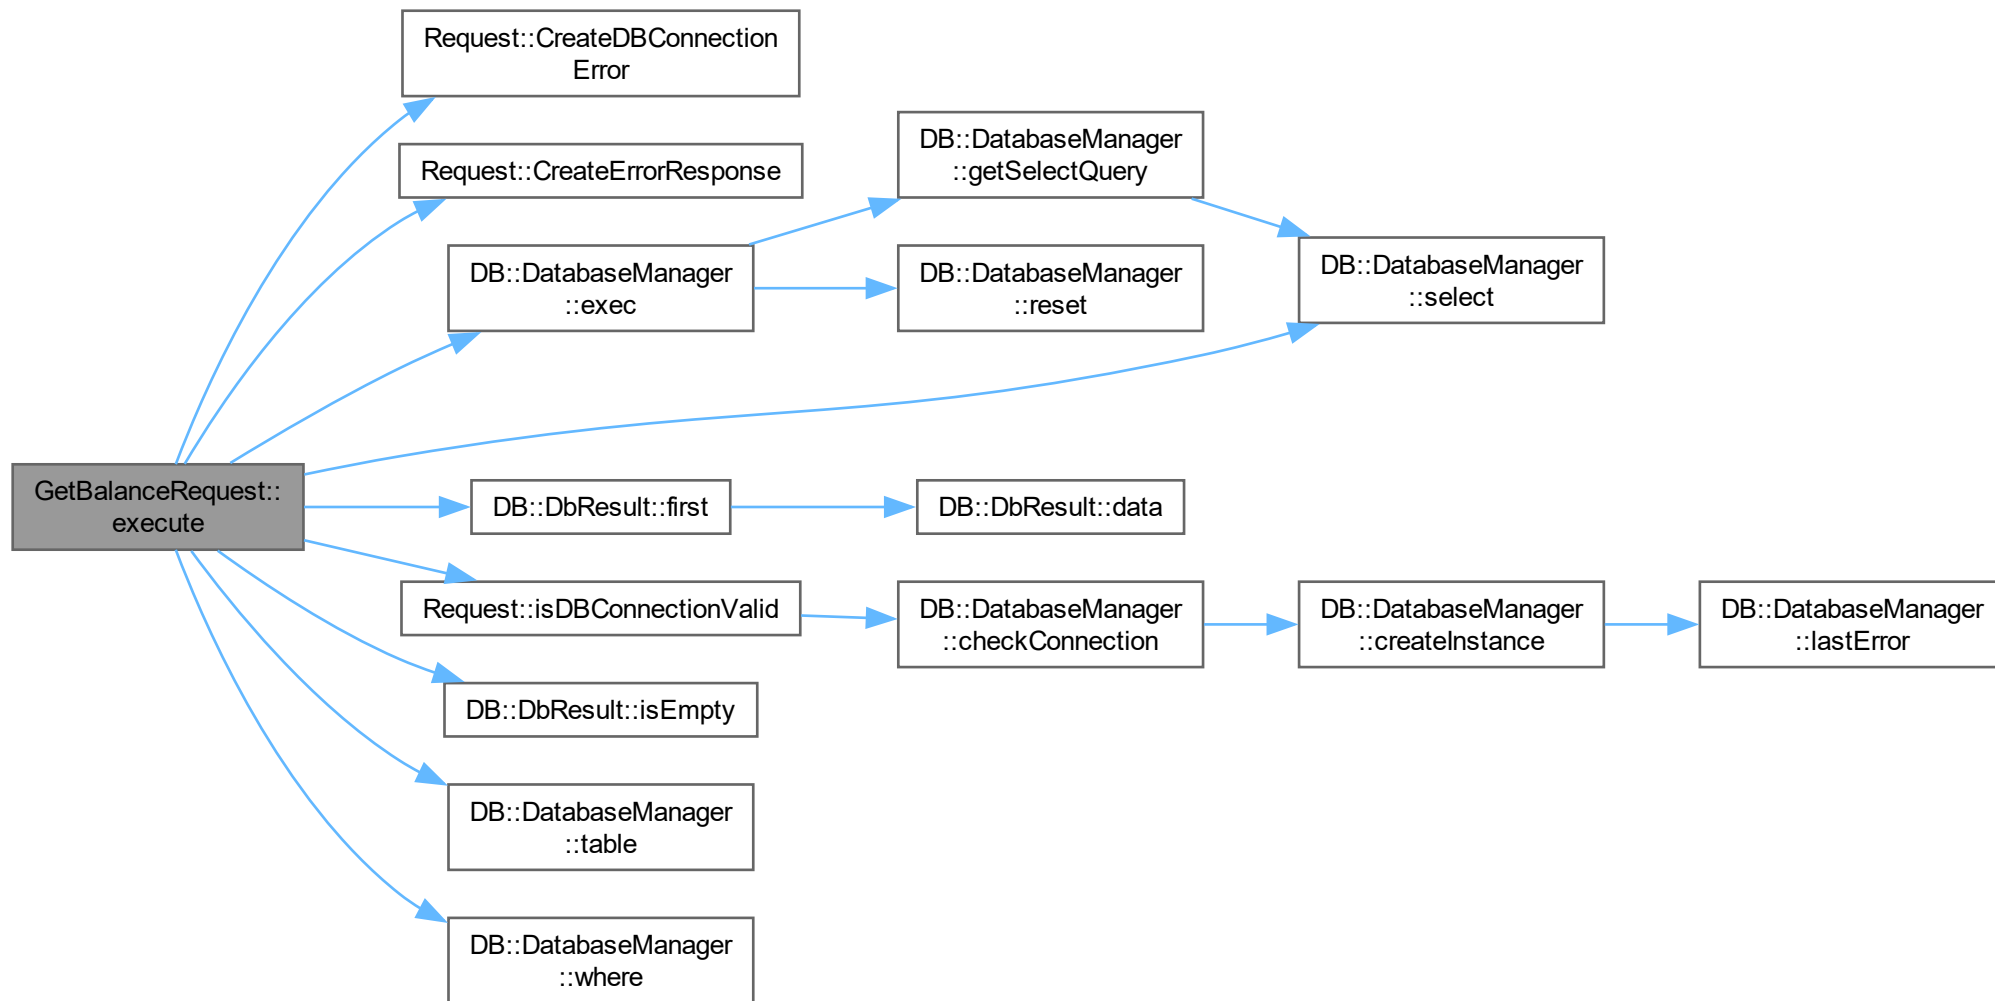 Request::CreateDBConnection
Error
Request::CreateErrorResponse
DB::DatabaseManager
::exec
DB::DatabaseManager
::getSelectQuery
DB::DatabaseManager
::reset
DB::DatabaseManager
::select
GetBalanceRequest::
execute
DB::DbResult::first
DB::DbResult::data
Request::isDBConnectionValid
DB::DatabaseManager
::checkConnection
DB::DatabaseManager
::createInstance
DB::DatabaseManager
::lastError
DB::DbResult::isEmpty
DB::DatabaseManager
::table
DB::DatabaseManager
::where